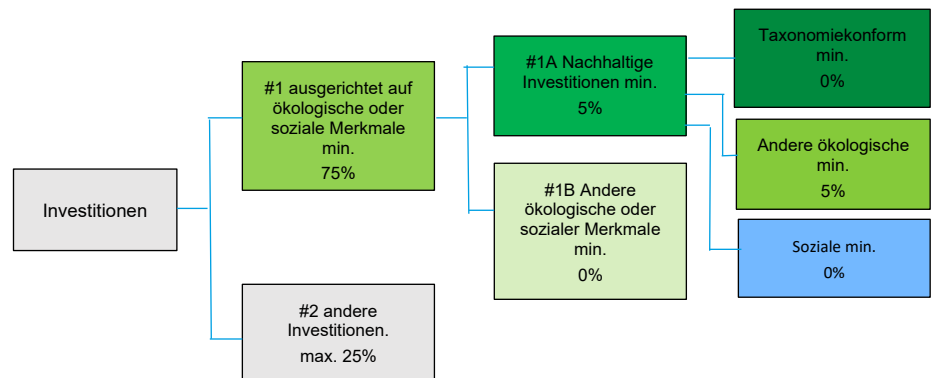 Investitionen
#1 ausgerichtet auf
ökologische oder
soziale Merkmale
min.
75%
#2 andere
Investitionen.
max. 25%
#1A Nachhaltige
Investitionen min.
5%
#1B Andere
ökologische oder
sozialer Merkmale
min.
0%
Taxonomiekonform
min.
0%
Andere ökologische
min.
5%
Soziale min.
0%